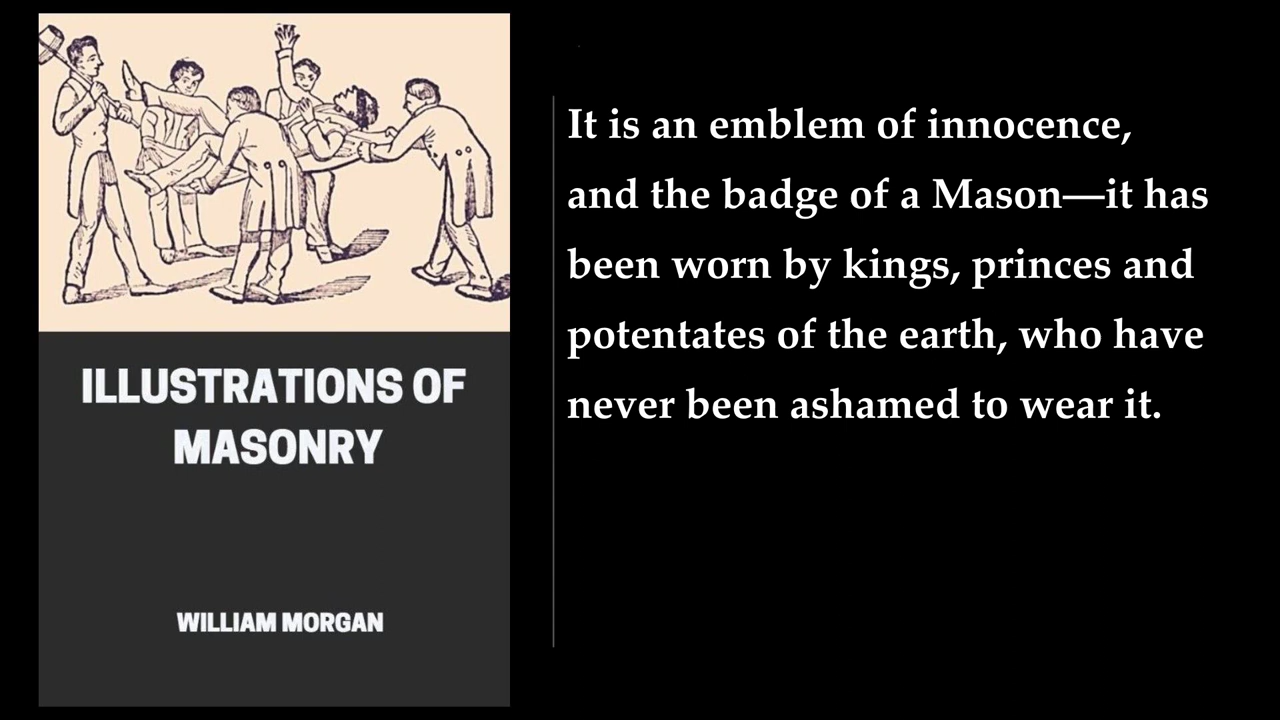 ILLUSTRATIONS OF
MASONRY
WILLIAM MORGAN
It is an emblem of innocence,
and the badge of a Mason—it has
been worn by kings, princes and
potentates of the earth, who have
never been ashamed to wear it.